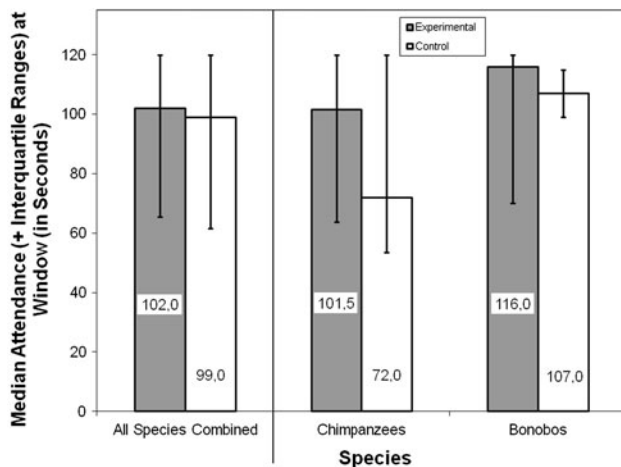 Median Attendance (+ Interquartile Ranges) at
Window (in Seconds)
120
100
80
60
40
20
0
Experimental
Control
102,0
99,0
101,5
72,0
116,0
107,0
All Species Combined
Chimpanzees
Bonobos
Species